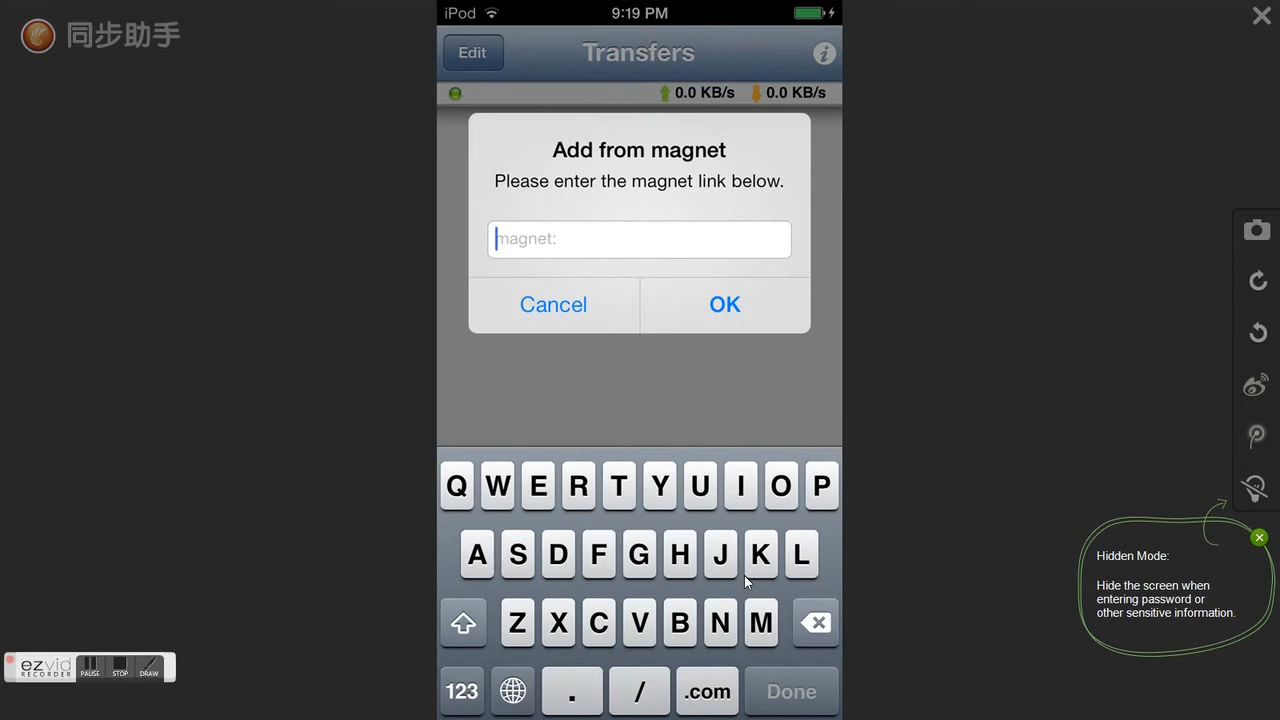 同步助手
iPod
9:19 PM
Edit
Transfers
0.0 KB/s
0.0 KB/s
Add from magnet
Please enter the magnet link below.
magnet:
Cancel
OK
Q W E R T Y U I O P
A S D F G H J K L
Z X C V B N M
123
.
/
.com
Done
Hidden Mode:
Hide the screen when
entering password or
other sensitive information.
ezvid
RECORDER
PAUSE
STOP
DRAW